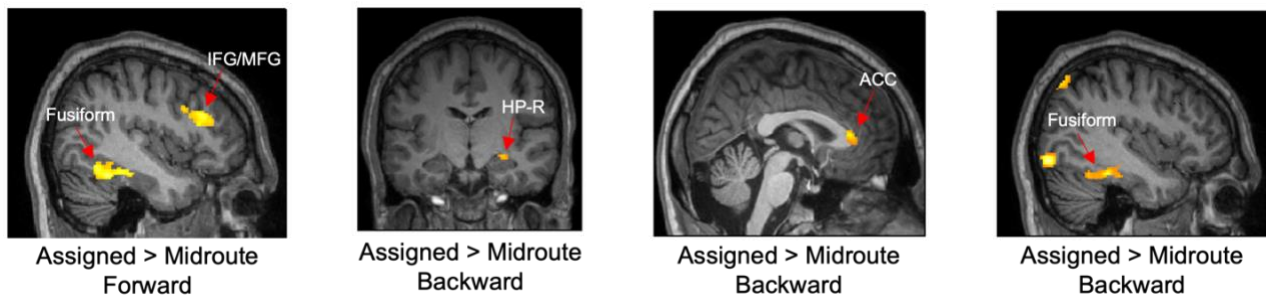 IFG/MFG
Fusiform
HP-R
ACC
Fusiform
Assigned > Midroute
Forward
Assigned > Midroute
Backward
Assigned > Midroute
Backward
Assigned > Midroute
Backward